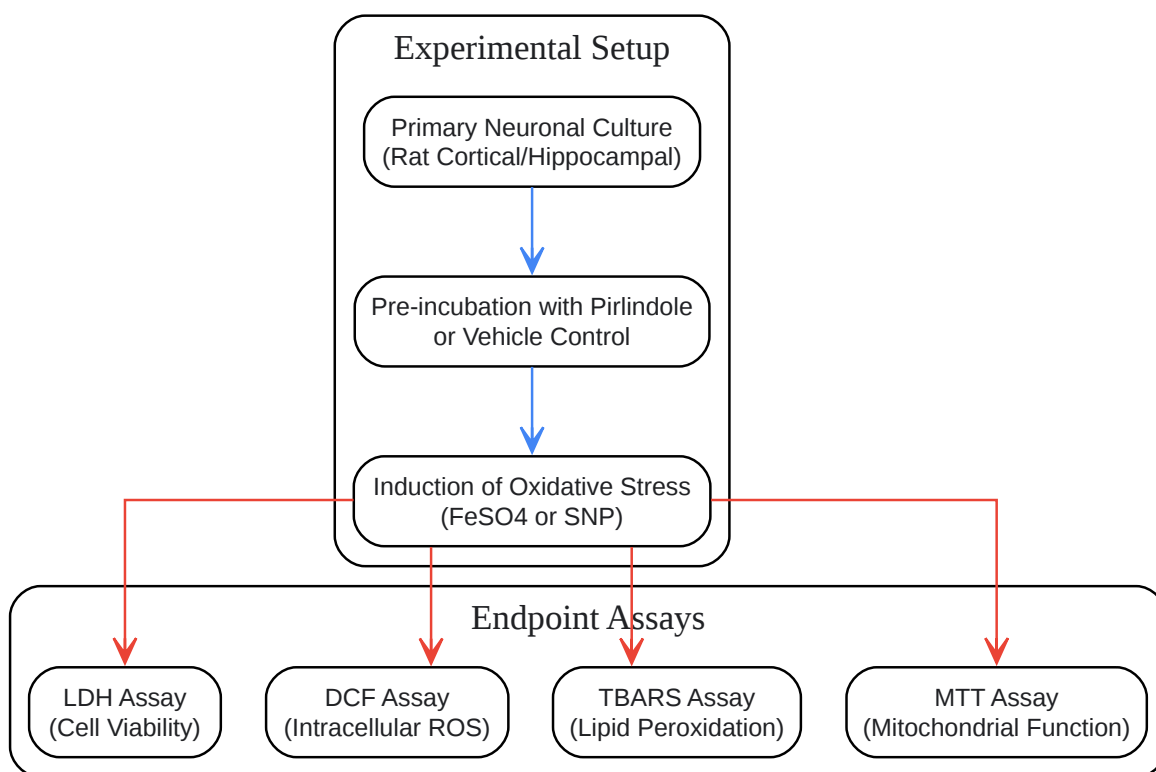 Experimental Setup
Primary Neuronal Culture
(Rat Cortical/Hippocampal)
Pre-incubation with Pirlindole
or Vehicle Control
Induction of Oxidative Stress
(FeSO4 or SNP)
Endpoint Assays
LDH Assay
(Cell Viability)
DCF Assay
(Intracellular ROS)
TBARS Assay
(Lipid Peroxidation)
MTT Assay
(Mitochondrial Function)